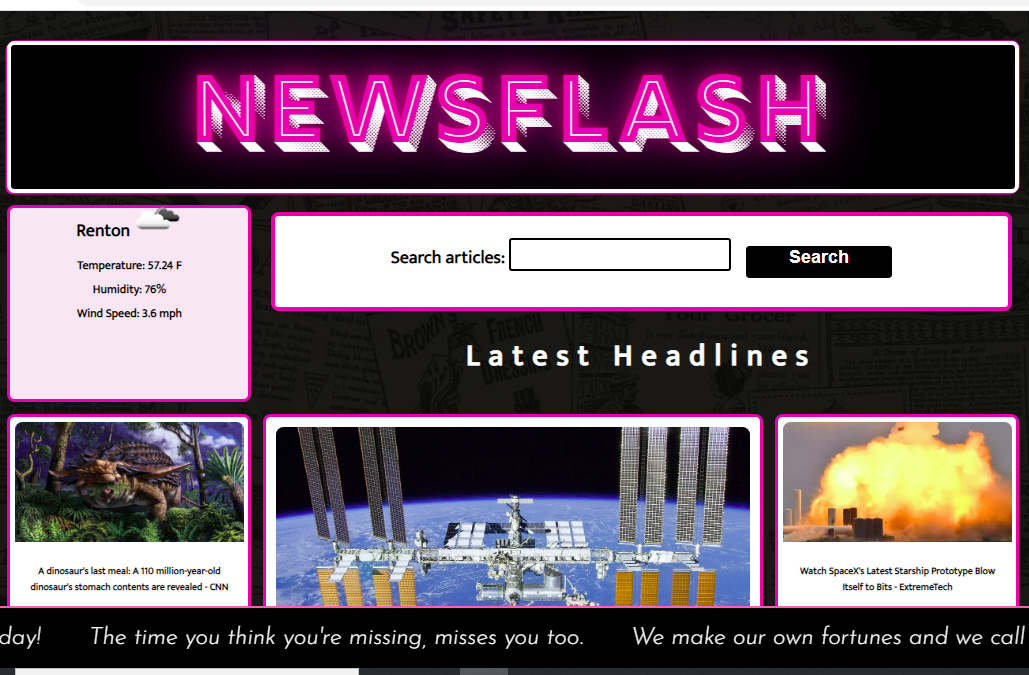 NEWSFLASH
Renton
Temperature: 57.24 F
Humidity: 76%
Wind Speed: 3.6 mph
Search articles:
Search
Latest Headlines
A dinosaur's last meal: A 110 million-year-old
dinosaur's stomach contents are revealed - CNN
Watch SpaceX's Latest Starship Prototype Blow
Itself to Bits - ExtremeTech
day! The time you think you're missing, misses you too. We make our own fortunes and we call